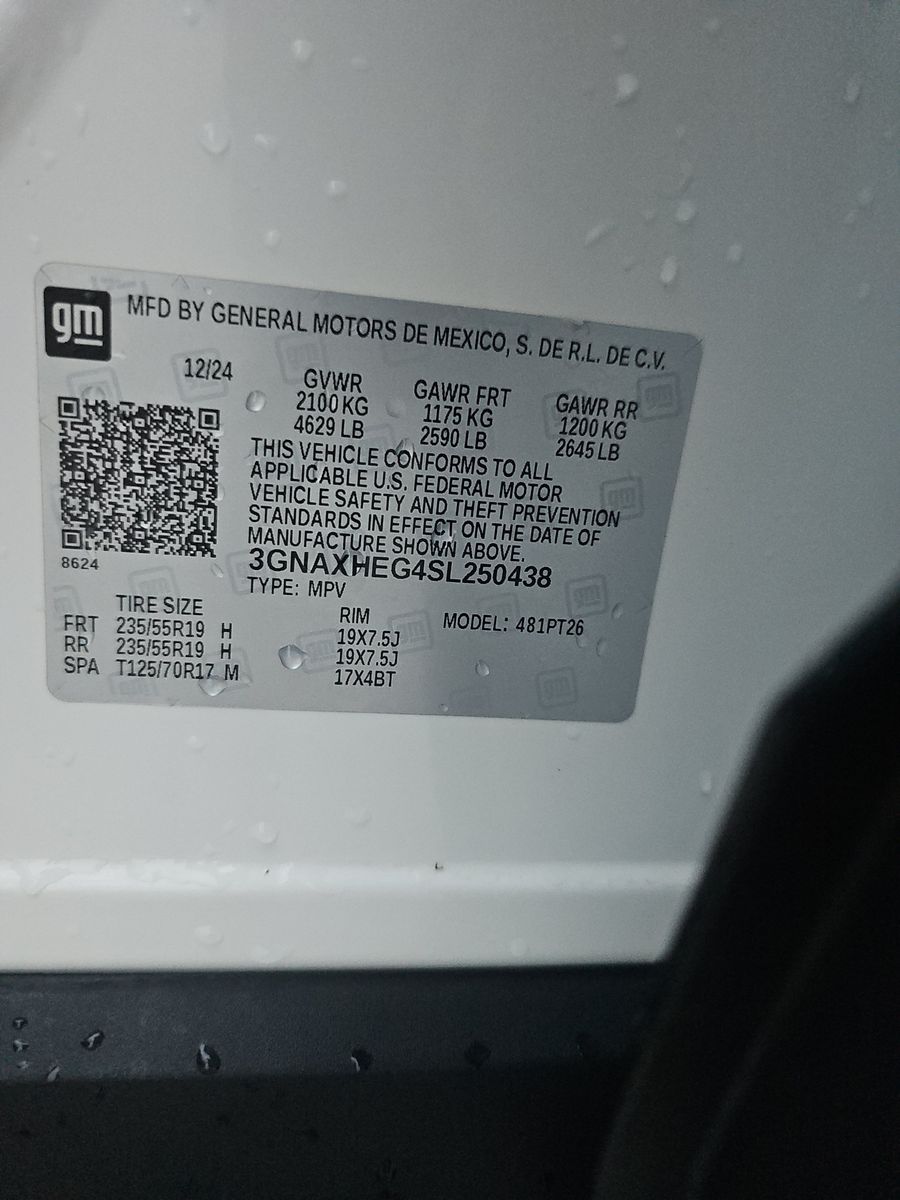 gm
MFD BY GENERAL MOTORS DE MEXICO, S. DE R.L. DE C.V.
12/24
GVWR
2100 KG
4629 LB
GAWR FRT
1175 KG
2590 LB
GAWR RR
1200 KG
2645 LB
THIS VEHICLE CONFORMS TO ALL
APPLICABLE U.S. FEDERAL MOTOR
VEHICLE SAFETY AND THEFT PREVENTION
STANDARDS IN EFFECT ON THE DATE OF
MANUFACTURE SHOWN ABOVE.
3GNAXHEG4SL250438
8624
TYPE: MPV
MODEL: 481PT26
TIRE SIZE RIM
FRT 235/55R19 H 19X7.5J
RR 235/55R19 H 19X7.5J
SPA T125/70R17 M 17X4BT